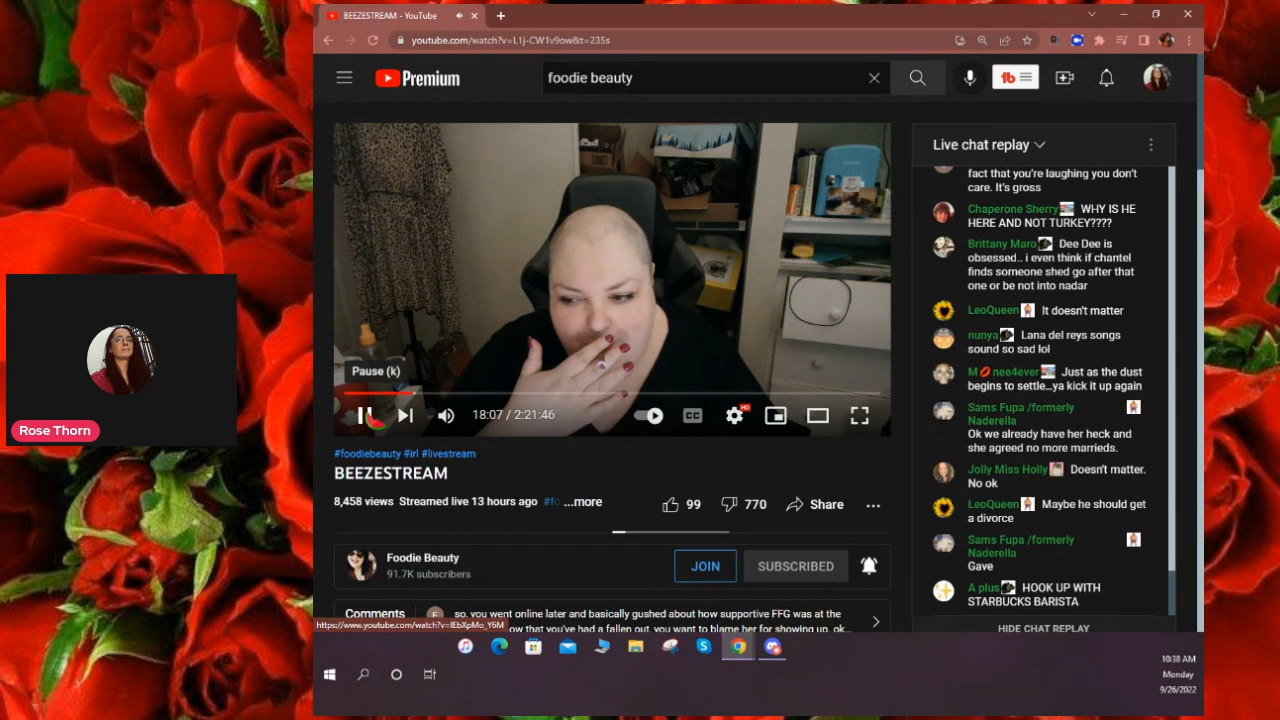 BEEZESTREAM - YouTube
youtube.com/watch?v=L1j-CW1v9ow&t=235s
Premium
foodie beauty
Live chat replay
fact that you're laughing you don't
care. It's gross
Chaperone Sherry WHY IS HE
HERE AND NOT TURKEY????
Brittany Maro Dee Dee is
obsessed.. i even think if chantel
finds someone shed go after that
one or be not into nadar
LeoQueen It doesn't matter
nunya Lana del reys songs
sound so sad lol
M💋nee4ever Just as the dust
begins to settle…ya kick it up again
Sams Fupa /formerly
Naderella
Ok we already have her heck and
she agreed no more marrieds.
Jolly Miss Holly Doesn't matter.
No ok
LeoQueen Maybe he should get
a divorce
Sams Fupa /formerly
Naderella
Gave
A plus HOOK UP WITH
STARBUCKS BARISTA
HIDE CHAT REPLAY
Pause (k)
18:07 / 2:21:46
CC
HD
#foodiebeauty #irl #livestream
BEEZESTREAM
8,458 views Streamed live 13 hours ago #fo ...more
99
770
Share
Foodie Beauty
91.7K subscribers
JOIN
SUBSCRIBED
Comments
so, you went online later and basically gushed about how supportive FFG was at the
ow that you've had a fallen out, you want to blame her for showing up. ok...
https://www.youtube.com/watch?v=IEbXpMo_Y6M
Rose Thorn
10:38 AM
Monday
9/26/2022